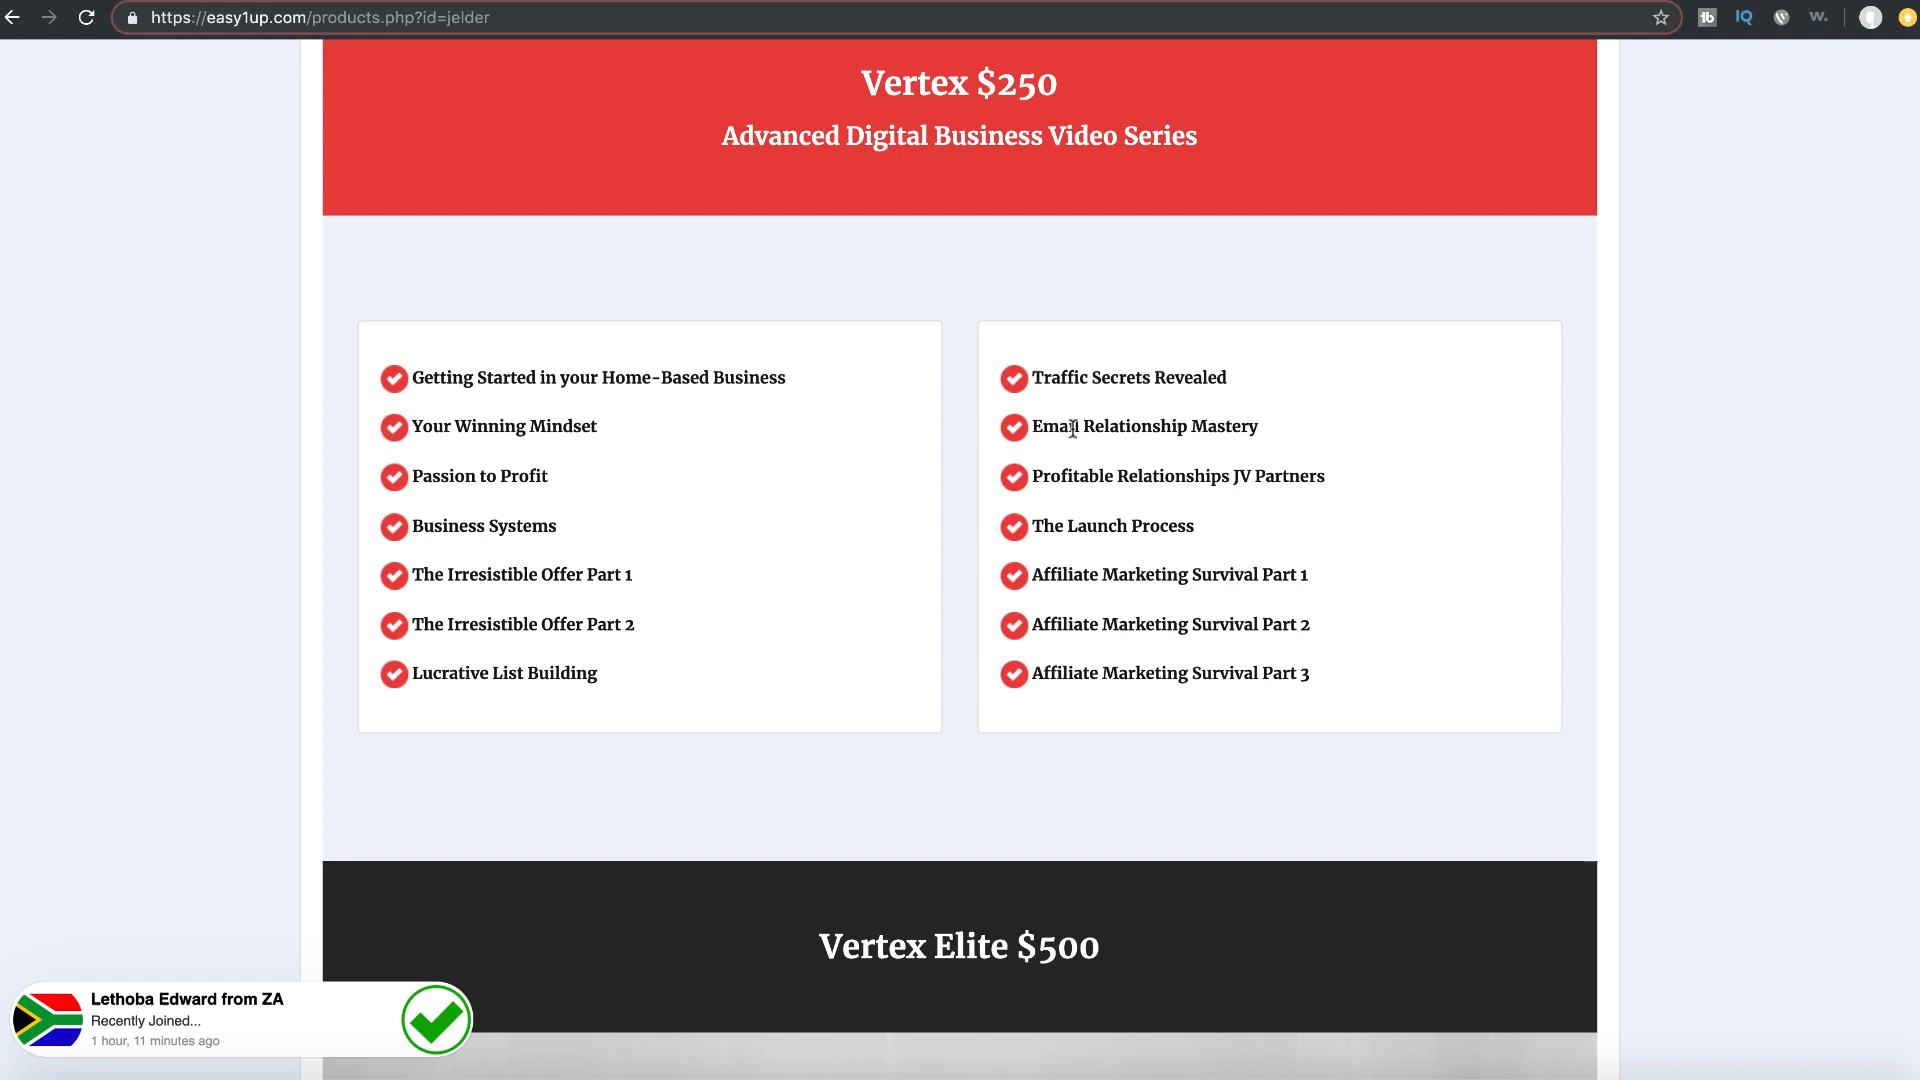 https://easy1up.com/products.php?id=jelder
tb
IQ
w.
Vertex $250
Advanced Digital Business Video Series
Getting Started in your Home-Based Business
Your Winning Mindset
Passion to Profit
Business Systems
The Irresistible Offer Part 1
The Irresistible Offer Part 2
Lucrative List Building
Traffic Secrets Revealed
Email Relationship Mastery
Profitable Relationships JV Partners
The Launch Process
Affiliate Marketing Survival Part 1
Affiliate Marketing Survival Part 2
Affiliate Marketing Survival Part 3
Vertex Elite $500
Lethoba Edward from ZA
Recently Joined...
1 hour, 11 minutes ago